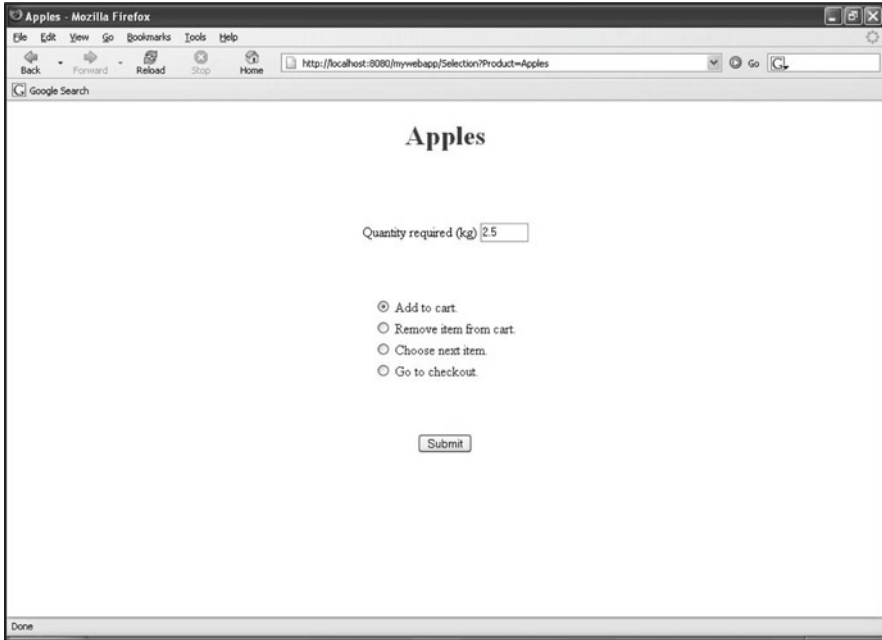 Apples - Mozilla Firefox
File Edit View Go Bookmarks Tools Help
Back Forward Reload Stop Home http://localhost:8080/mywebapp/Selection?Product=Apples Go G
G Google Search
Apples
Quantity required (kg) 2.5
Add to cart.
Remove item from cart.
Choose next item.
Go to checkout.
Submit
Done